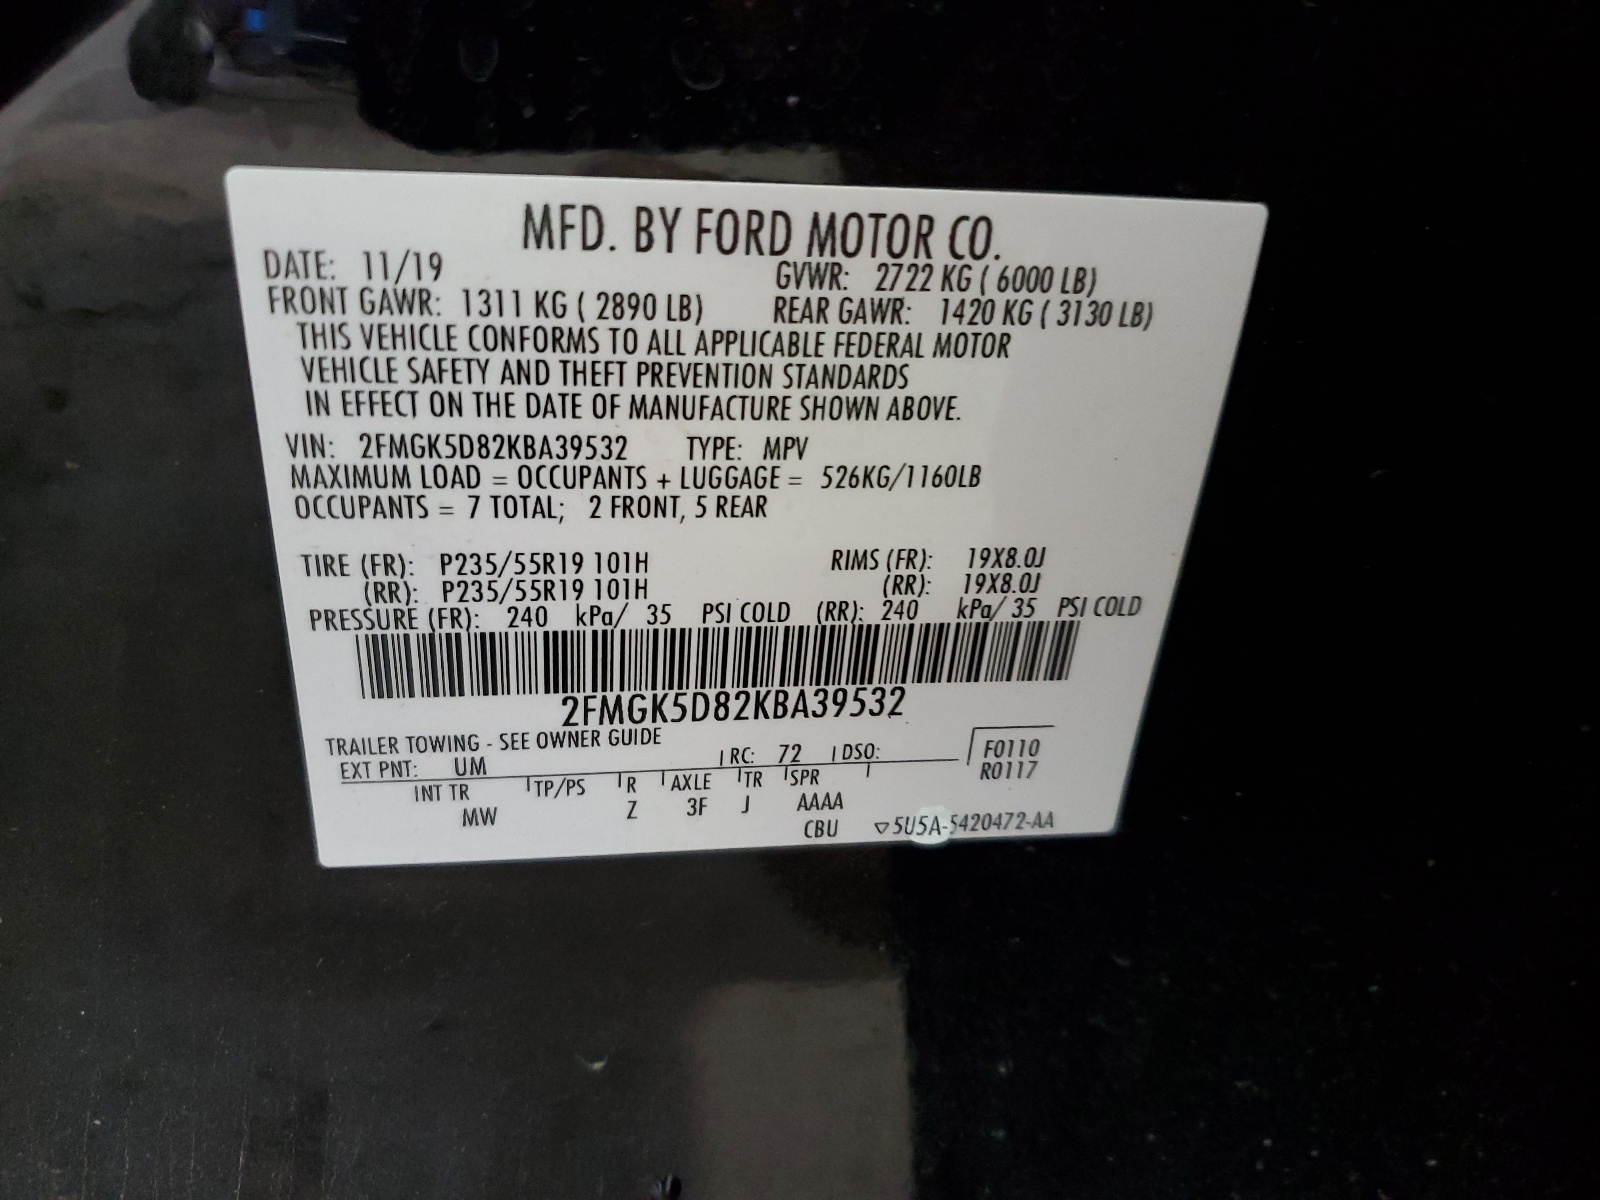 MFD. BY FORD MOTOR CO.
DATE: 11/19 GVWR: 2722 KG ( 6000 LB)
FRONT GAWR: 1311 KG ( 2890 LB) REAR GAWR: 1420 KG ( 3130 LB)
THIS VEHICLE CONFORMS TO ALL APPLICABLE FEDERAL MOTOR
VEHICLE SAFETY AND THEFT PREVENTION STANDARDS
IN EFFECT ON THE DATE OF MANUFACTURE SHOWN ABOVE.
VIN: 2FMGK5D82KBA39532 TYPE: MPV
MAXIMUM LOAD = OCCUPANTS + LUGGAGE = 526KG/1160LB
OCCUPANTS = 7 TOTAL; 2 FRONT, 5 REAR
TIRE (FR): P235/55R19 101H RIMS (FR): 19X8.0J
(RR): P235/55R19 101H (RR): 19X8.0J
PRESSURE (FR): 240 kPa/ 35 PSI COLD (RR): 240 kPa/ 35 PSI COLD
2FMGK5D82KBA39532
TRAILER TOWING - SEE OWNER GUIDE
EXT PNT: UM RC: 72 DSO: F0110
R0117
INT TR TP/PS R AXLE TR SPR
MW Z 3F J AAAA
CBU ▽5U5A-5420472-AA